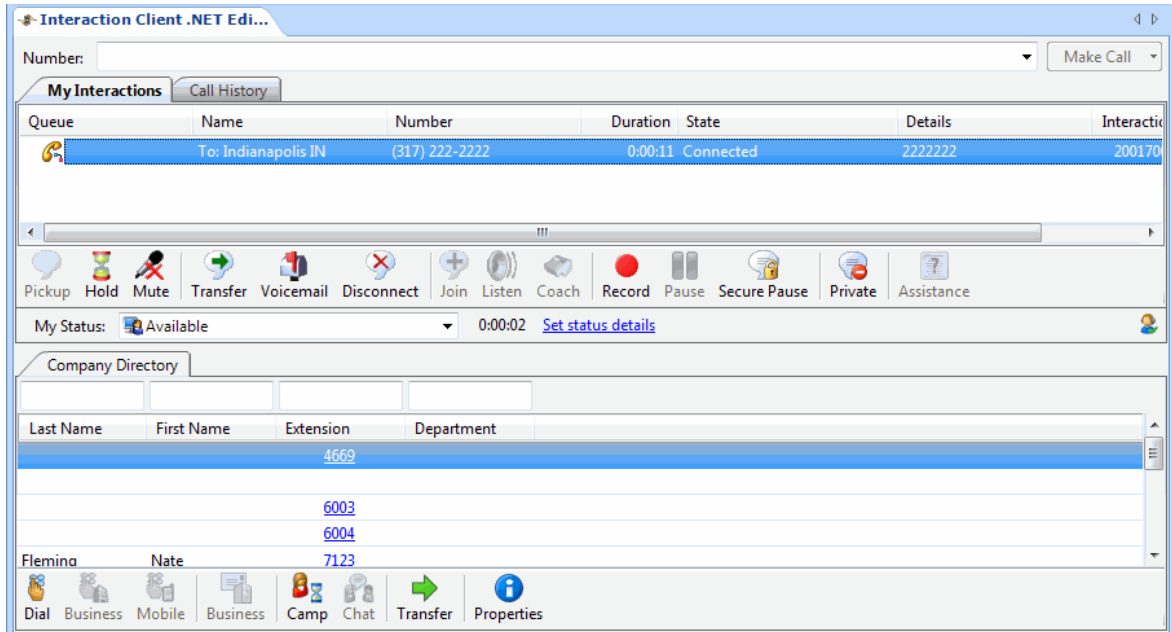 Interaction Client .NET Edi...
Number: Make Call
My Interactions Call History
Queue Name Number Duration State Details Interactio
To: Indianapolis IN (317) 222-2222 0:00:11 Connected 2222222 2001700
Pickup Hold Mute Transfer Voicemail Disconnect Join Listen Coach Record Pause Secure Pause Private Assistance
My Status: Available 0:00:02 Set status details
Company Directory
Last Name First Name Extension Department
4669
6003
6004
Fleming Nate 7123
Dial Business Mobile Business Camp Chat Transfer Properties